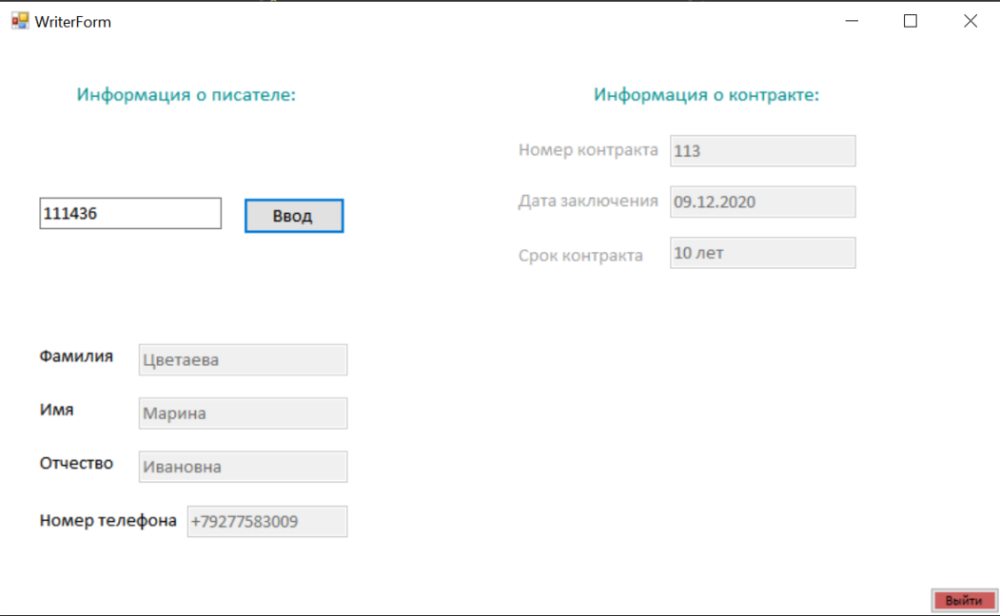 WriterForm
Информация о писателе:
111436
Ввод
Фамилия Цветаева
Имя Марина
Отчество Ивановна
Номер телефона +79277583009
Информация о контракте:
Номер контракта 113
Дата заключения 09.12.2020
Срок контракта 10 лет
Выйти